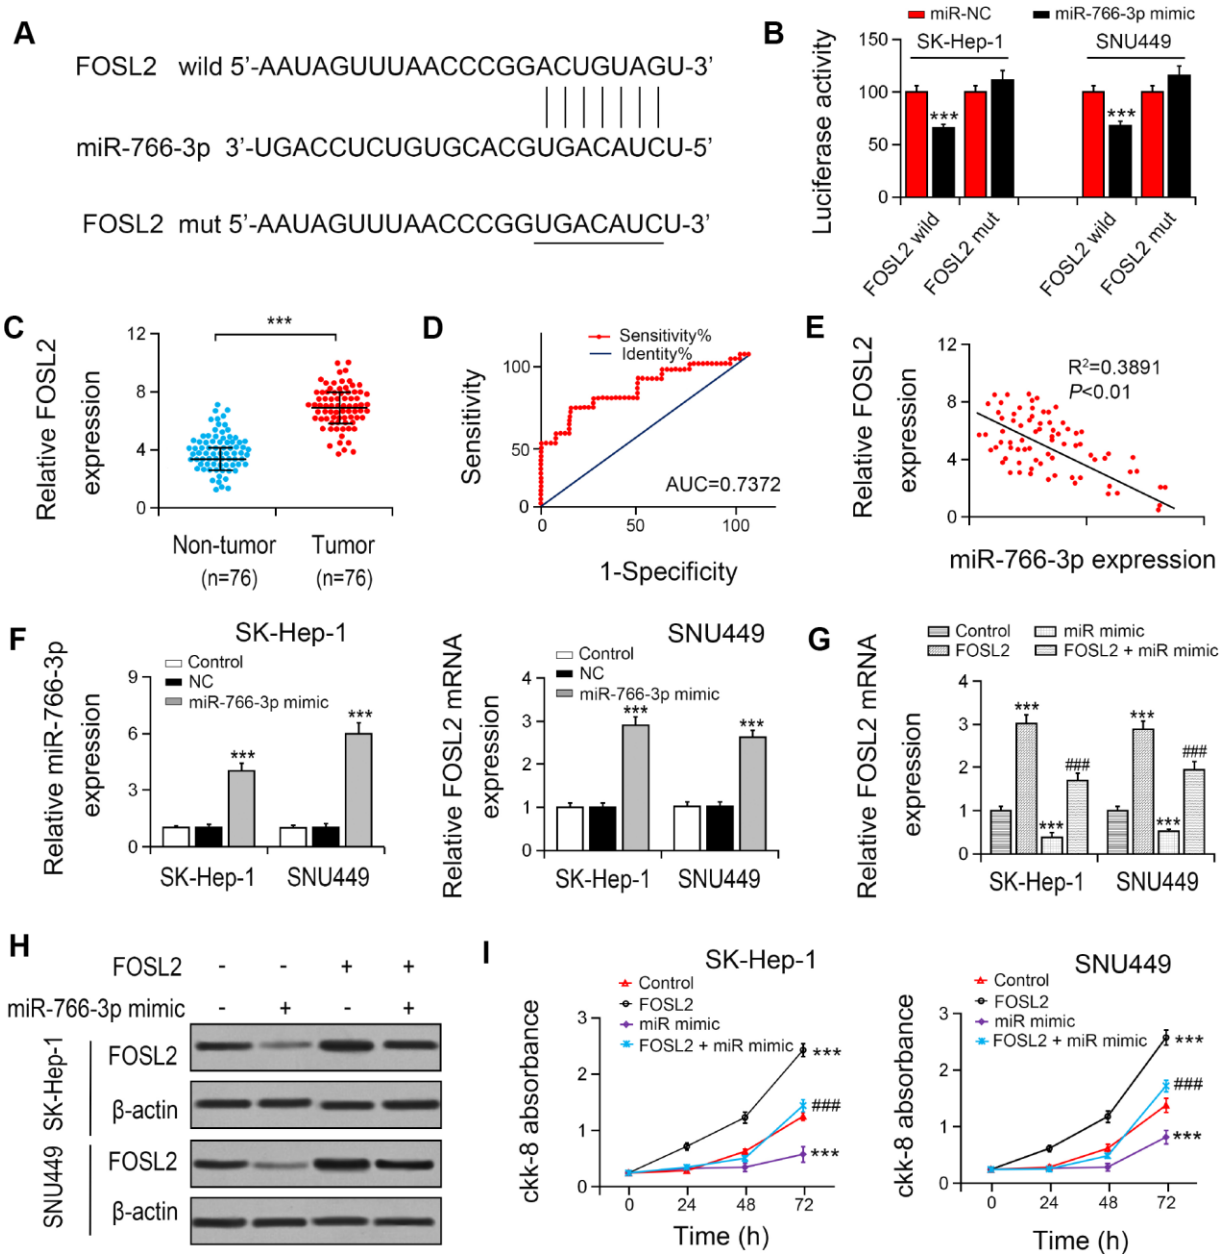 A
FOSL2 wild 5'-AAUAGUUUAACCCGGACUGUAGU-3'
miR-766-3p 3'-UGACCUCUGUGCACGUGACAUCU-5'
FOSL2 mut 5'-AAUAGUUUAACCCGGUGACAUCU-3'
B
miR-NC miR-766-3p mimic
SK-Hep-1 SNU449
Luciferase activity
150
100
50
0
*** ***
FOSL2 wild FOSL2 mut FOSL2 wild FOSL2 mut
C
Relative FOSL2
expression
12
8
4
0
***
Non-tumor Tumor
(n=76) (n=76)
D
Sensitivity
Sensitivity%
Identity%
100
50
0
AUC=0.7372
0 50 100
1-Specificity
E
Relative FOSL2
expression
12
8
4
0
R²=0.3891
P<0.01
miR-766-3p expression
F
SK-Hep-1
Relative miR-766-3p
expression
Control
NC
miR-766-3p mimic
9
6
3
0
*** ***
SK-Hep-1 SNU449
SNU449
Relative FOSL2 mRNA
expression
Control
NC
miR-766-3p mimic
4
3
2
1
0
*** ***
SK-Hep-1 SNU449
G
Control miR mimic
FOSL2 FOSL2 + miR mimic
Relative FOSL2 mRNA
expression
4
3
2
1
0
*** *** ### *** *** ###
SK-Hep-1 SNU449
H
FOSL2 - - + +
miR-766-3p mimic - + - +
SK-Hep-1
FOSL2
β-actin
SNU449
FOSL2
β-actin
I
SK-Hep-1
ckk-8 absorbance
Control
FOSL2
miR mimic
FOSL2 + miR mimic
3
2
1
0
***
###
***
0 24 48 72
Time (h)
SNU449
ckk-8 absorbance
Control
FOSL2
miR mimic
FOSL2 + miR mimic
3
2
1
0
***
###
***
0 24 48 72
Time (h)